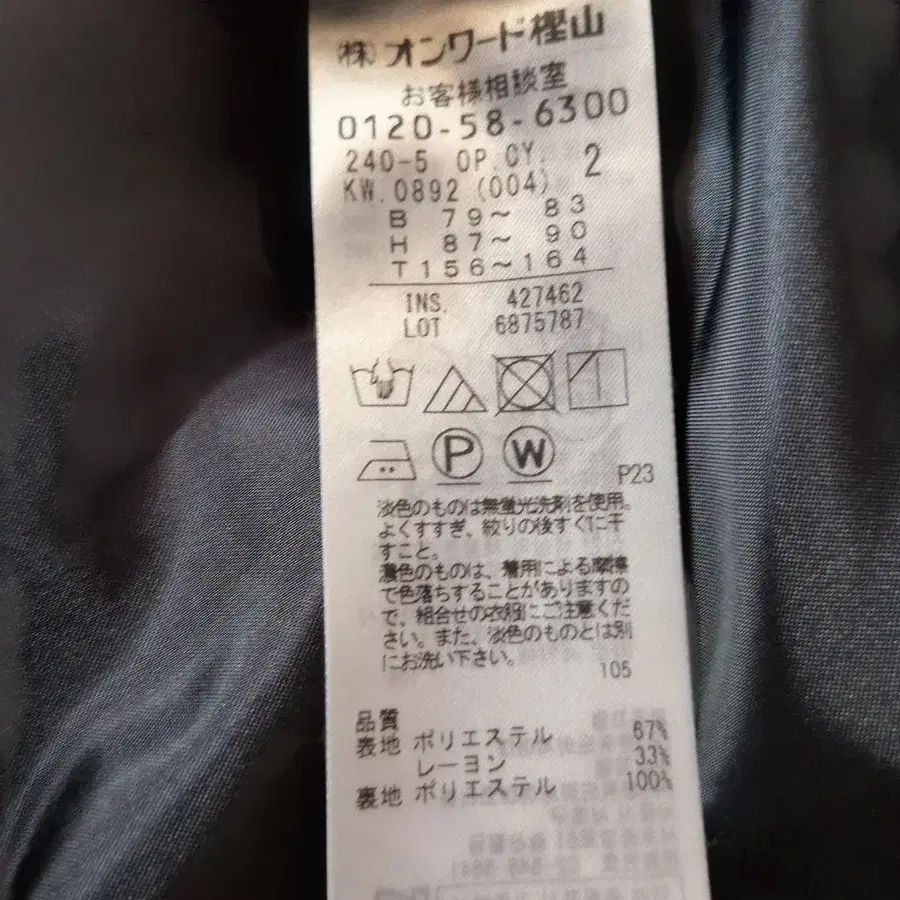 (株)オンワード樫山
お客様相談室
0120-58-6300
240-5 OP.CY. 2
KW.0892 (004)
B 79～ 83
H 87～ 90
T156～164
INS. 427462
LOT 6875787
P W
P23
淡色のものは無蛍光洗剤を使用。
よくすすぎ、絞りの後すぐに干
すこと。
濃色のものは、着用による摩擦
で色落ちすることがありますの
で、組合せの衣服にご注意くだ
さい。また、淡色のものとは別
にお洗い下さい。
105
品質
表地 ポリエステル 67%
レーヨン 33%
裏地 ポリエステル 100%